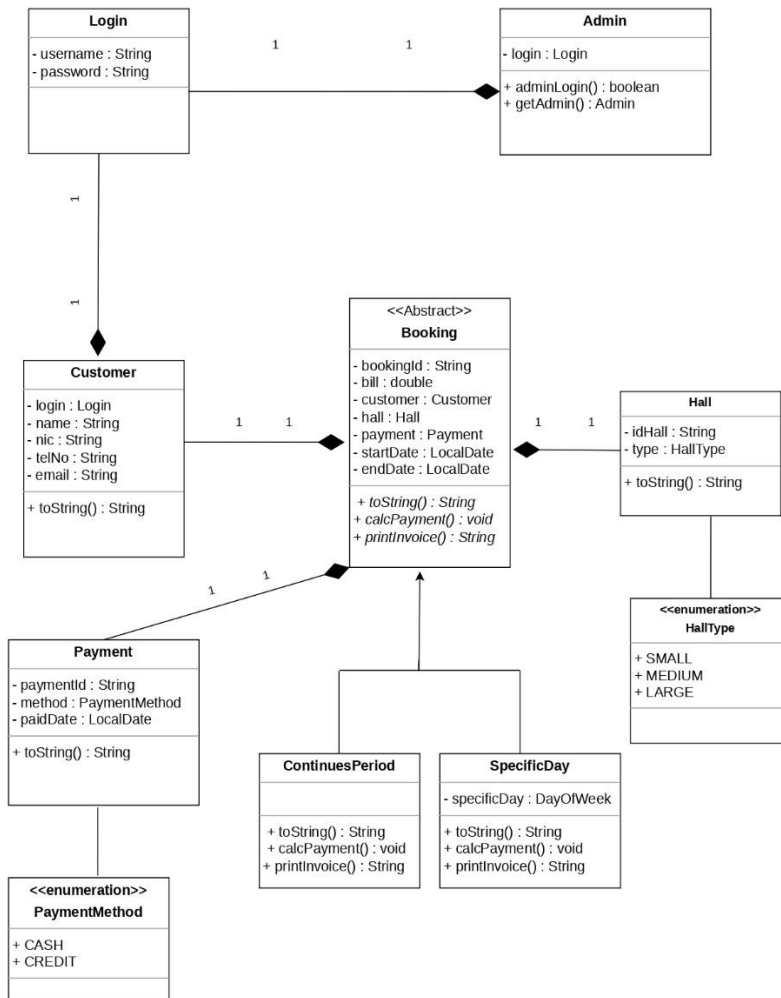 Login
- username : String
- password : String
1
1
Admin
- login : Login
+ adminLogin() : boolean
+ getAdmin() : Admin
1
1
<<Abstract>>
Booking
- bookingId : String
- bill : double
- customer : Customer
- hall : Hall
- payment : Payment
- startDate : LocalDate
- endDate : LocalDate
+ toString() : String
+ calcPayment() : void
+ printInvoice() : String
Customer
- login : Login
- name : String
- nic : String
- telNo : String
- email : String
+ toString() : String
1
1
1
1
Hall
- idHall : String
- type : HallType
+ toString() : String
1
1
<<enumeration>>
HallType
+ SMALL
+ MEDIUM
+ LARGE
Payment
- paymentId : String
- method : PaymentMethod
- paidDate : LocalDate
+ toString() : String
ContinuesPeriod
+ toString() : String
+ calcPayment() : void
+ printInvoice() : String
SpecificDay
- specificDay : DayOfWeek
+ toString() : String
+ calcPayment() : void
+ printInvoice() : String
<<enumeration>>
PaymentMethod
+ CASH
+ CREDIT